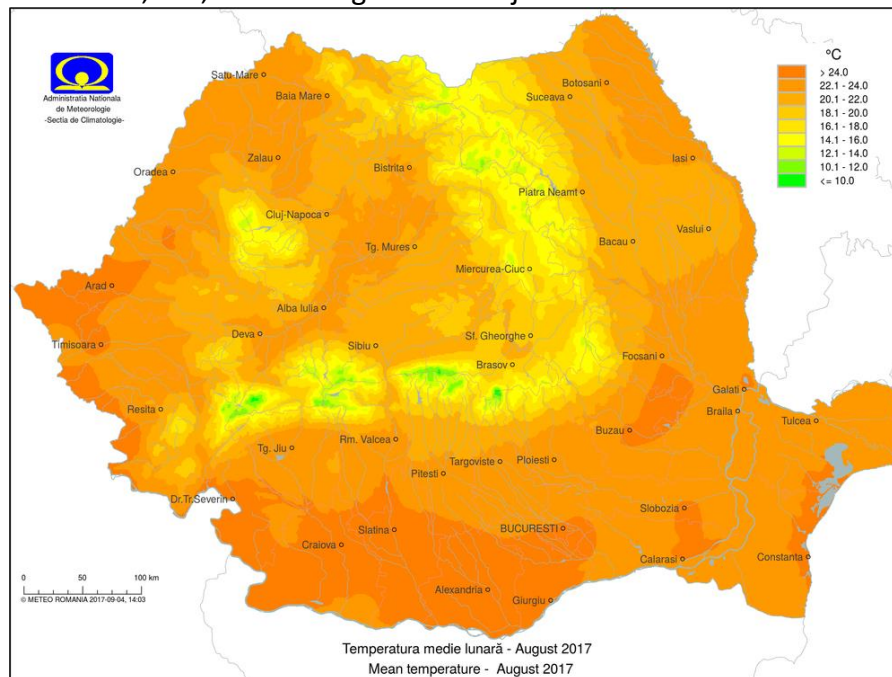 Administratia Nationala
de Meteorologie
-Sectia de Climatologie-
°C
> 24.0
22.1 - 24.0
20.1 - 22.0
18.1 - 20.0
16.1 - 18.0
14.1 - 16.0
12.1 - 14.0
10.1 - 12.0
<= 10.0
Satu-Mare
Baia Mare
Botosani
Suceava
Zalau
Oradea
Bistrita
Iasi
Piatra Neamt
Cluj-Napoca
Tg. Mures
Bacau
Vaslui
Miercurea-Ciuc
Arad
Alba Iulia
Deva
Timisoara
Sibiu
Sf. Gheorghe
Brasov
Focsani
Resita
Galati
Braila
Tulcea
Buzau
Rm. Valcea
Tg. Jiu
Targoviste
Ploiesti
Pitesti
Dr.Tr.Severin
Slatina
Slobozia
BUCURESTI
Craiova
Calarasi
Constanta
Alexandria
Giurgiu
0 50 100 km
© METEO ROMANIA 2017-09-04, 14:03
Temperatura medie lunară - August 2017
Mean temperature - August 2017